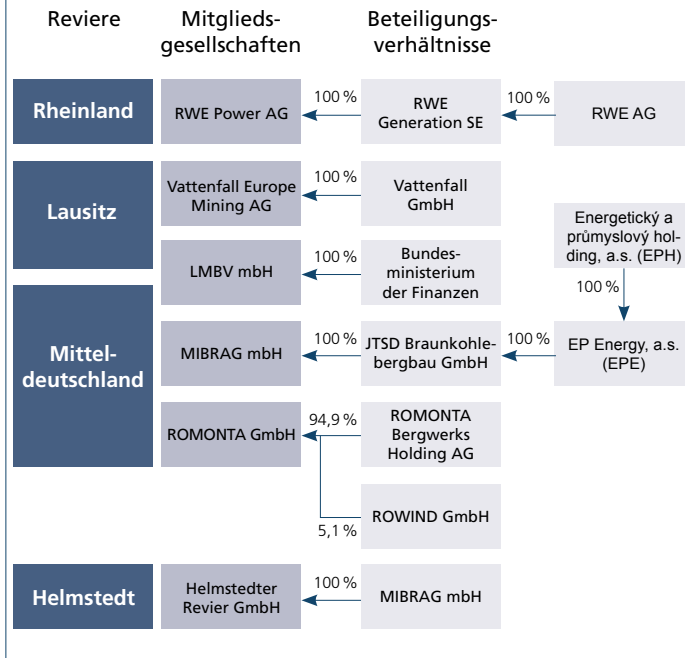 Reviere
Mitglieds-
gesellschaften
Beteiligungs-
verhältnisse
Rheinland
RWE Power AG
100 %
RWE
Generation SE
100 %
RWE AG
Lausitz
Vattenfall Europe
Mining AG
100 %
Vattenfall
GmbH
Energetický a
průmyslový hol-
ding, a.s. (EPH)
LMBV mbH
100 %
Bundes-
ministerium
der Finanzen
100 %
Mittel-
deutschland
MIBRAG mbH
100 %
JTSD Braunkohle-
bergbau GmbH
100 %
EP Energy, a.s.
(EPE)
ROMONTA GmbH
94,9 %
ROMONTA
Bergwerks
Holding AG
5,1 %
ROWIND GmbH
Helmstedt
Helmstedter
Revier GmbH
100 %
MIBRAG mbH